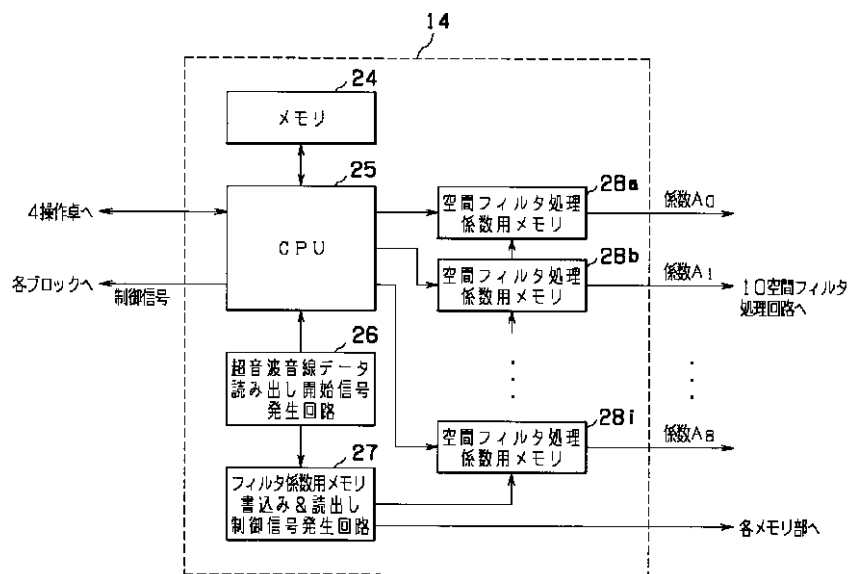 14
24
メモリ
25
CPU
4操作卓へ
各ブロックへ
制御信号
26
超音波音線データ
読み出し開始信号
発生回路
27
フィルタ係数用メモリ
書込み&読出し
制御信号発生回路
28a
空間フィルタ処理
係数用メモリ
係数A0
28b
空間フィルタ処理
係数用メモリ
係数A1
10空間フィルタ
処理回路へ
28i
空間フィルタ処理
係数用メモリ
係数A8
各メモリ部へ